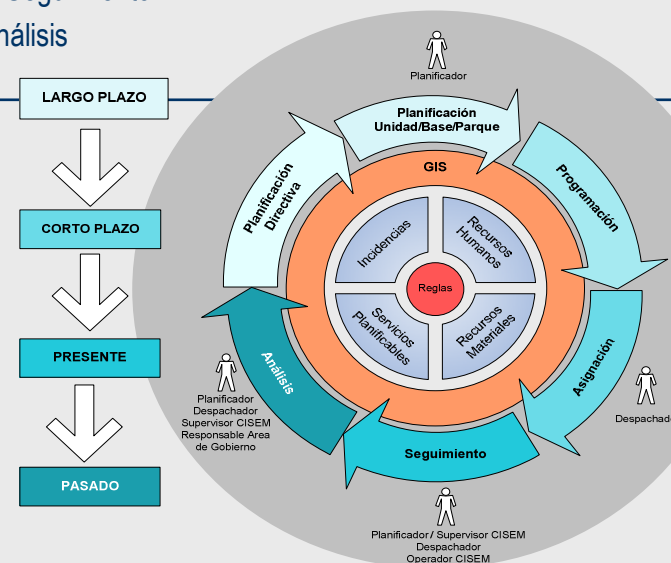 nálisis
LARGO PLAZO
CORTO PLAZO
PRESENTE
PASADO
Planificador
Planificación
Unidad/Base/Parque
Programación
Asignación
Despachado
Seguimiento
Planificador / Supervisor CISEM
Despachador
Operador CISEM
Análisis
Planificador
Despachador
Supervisor CISEM
Responsable Area
de Gobierno
Planificación
Directiva
GIS
Incidencias
Recursos
Humanos
Servicios
Planificables
Recursos
Materiales
Reglas